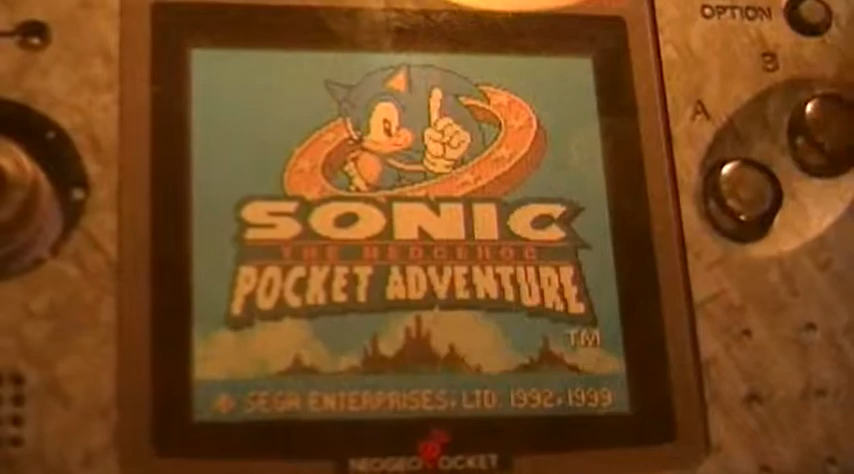 OPTION
B
A
SONIC
THE HEDGEHOG
POCKET ADVENTURE
TM
© SEGA ENTERPRISES, LTD. 1992, 1999
NEOGEO POCKET